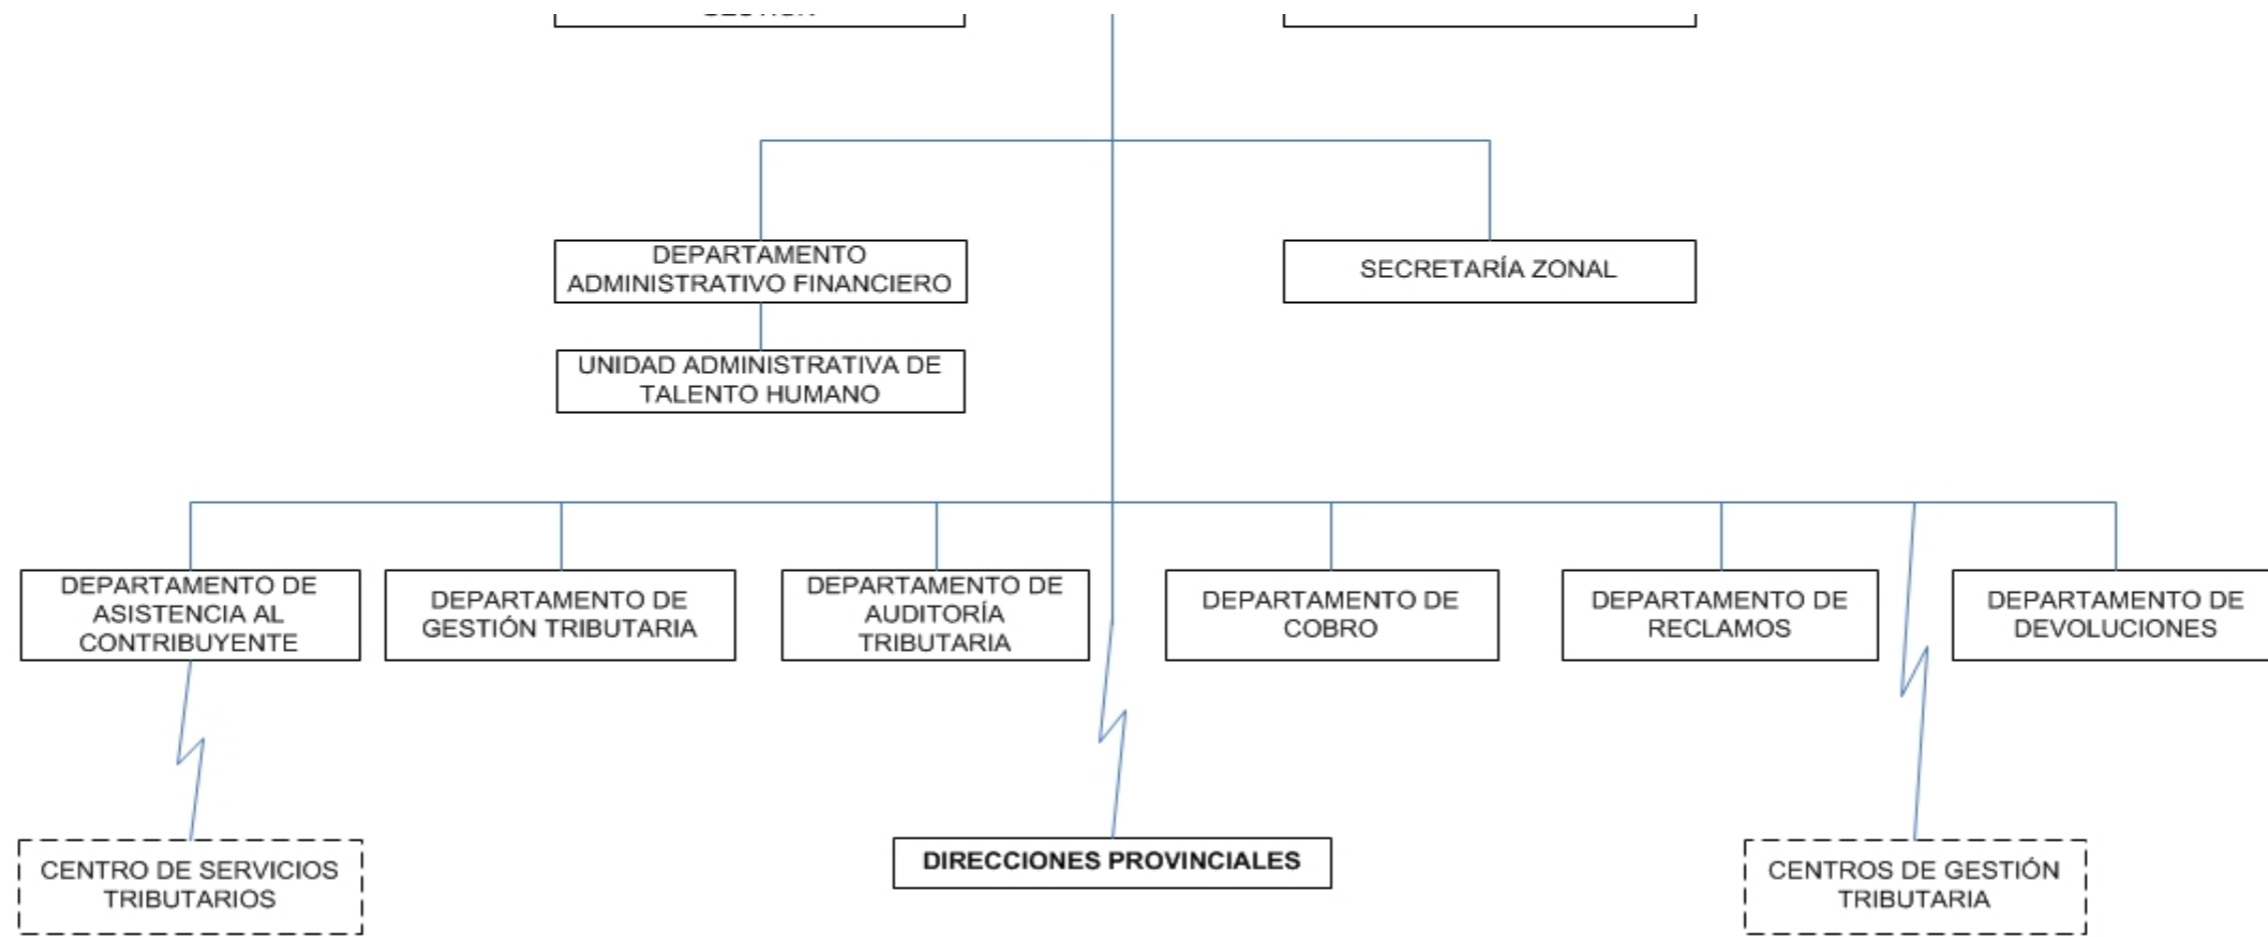 DEPARTAMENTO
ADMINISTRATIVO FINANCIERO
SECRETARÍA ZONAL
UNIDAD ADMINISTRATIVA DE
TALENTO HUMANO
DEPARTAMENTO DE
ASISTENCIA AL
CONTRIBUYENTE
DEPARTAMENTO DE
GESTIÓN TRIBUTARIA
DEPARTAMENTO DE
AUDITORÍA
TRIBUTARIA
DEPARTAMENTO DE
COBRO
DEPARTAMENTO DE
RECLAMOS
DEPARTAMENTO DE
DEVOLUCIONES
CENTRO DE SERVICIOS
TRIBUTARIOS
DIRECCIONES PROVINCIALES
CENTROS DE GESTIÓN
TRIBUTARIA